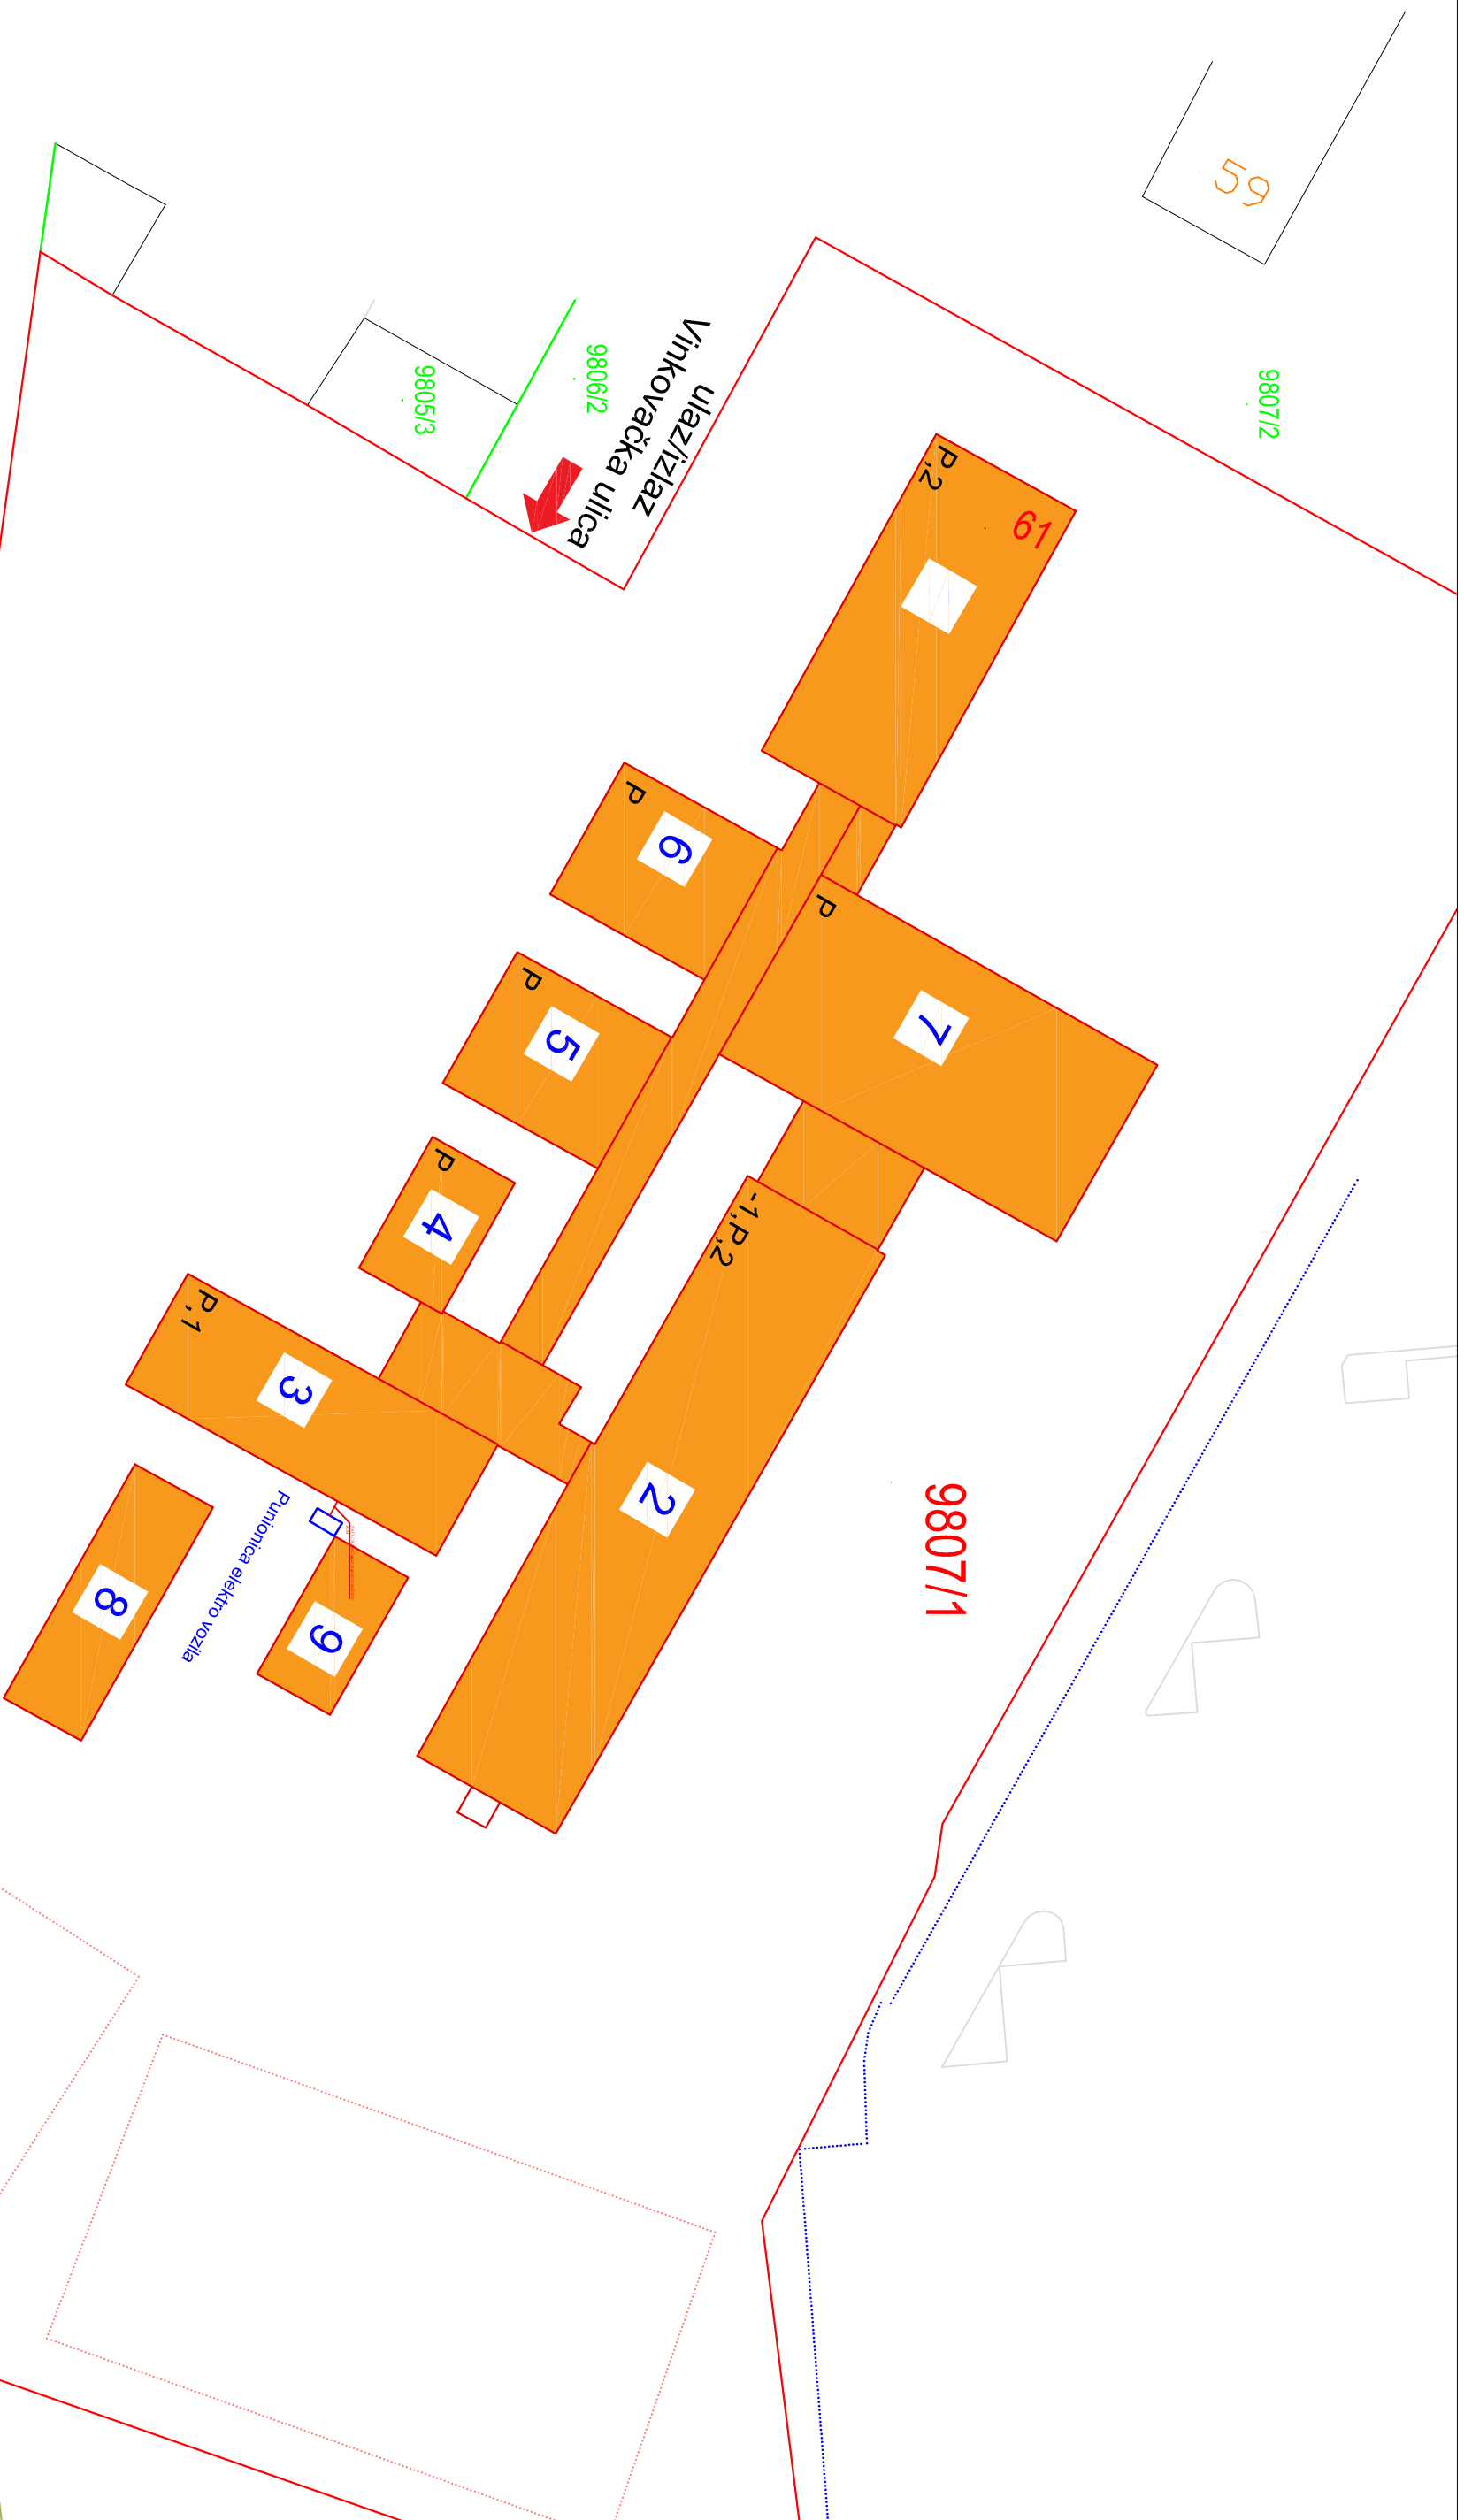 59
9807/2
9806/2
9805/3
ulaz/izlaz
Vinkovačka ulica
P,2
61
P
6
P
7
P
5
P
4
-1,P,2
P,1
3
2
9807/1
Punionica elektro vozila
8
9